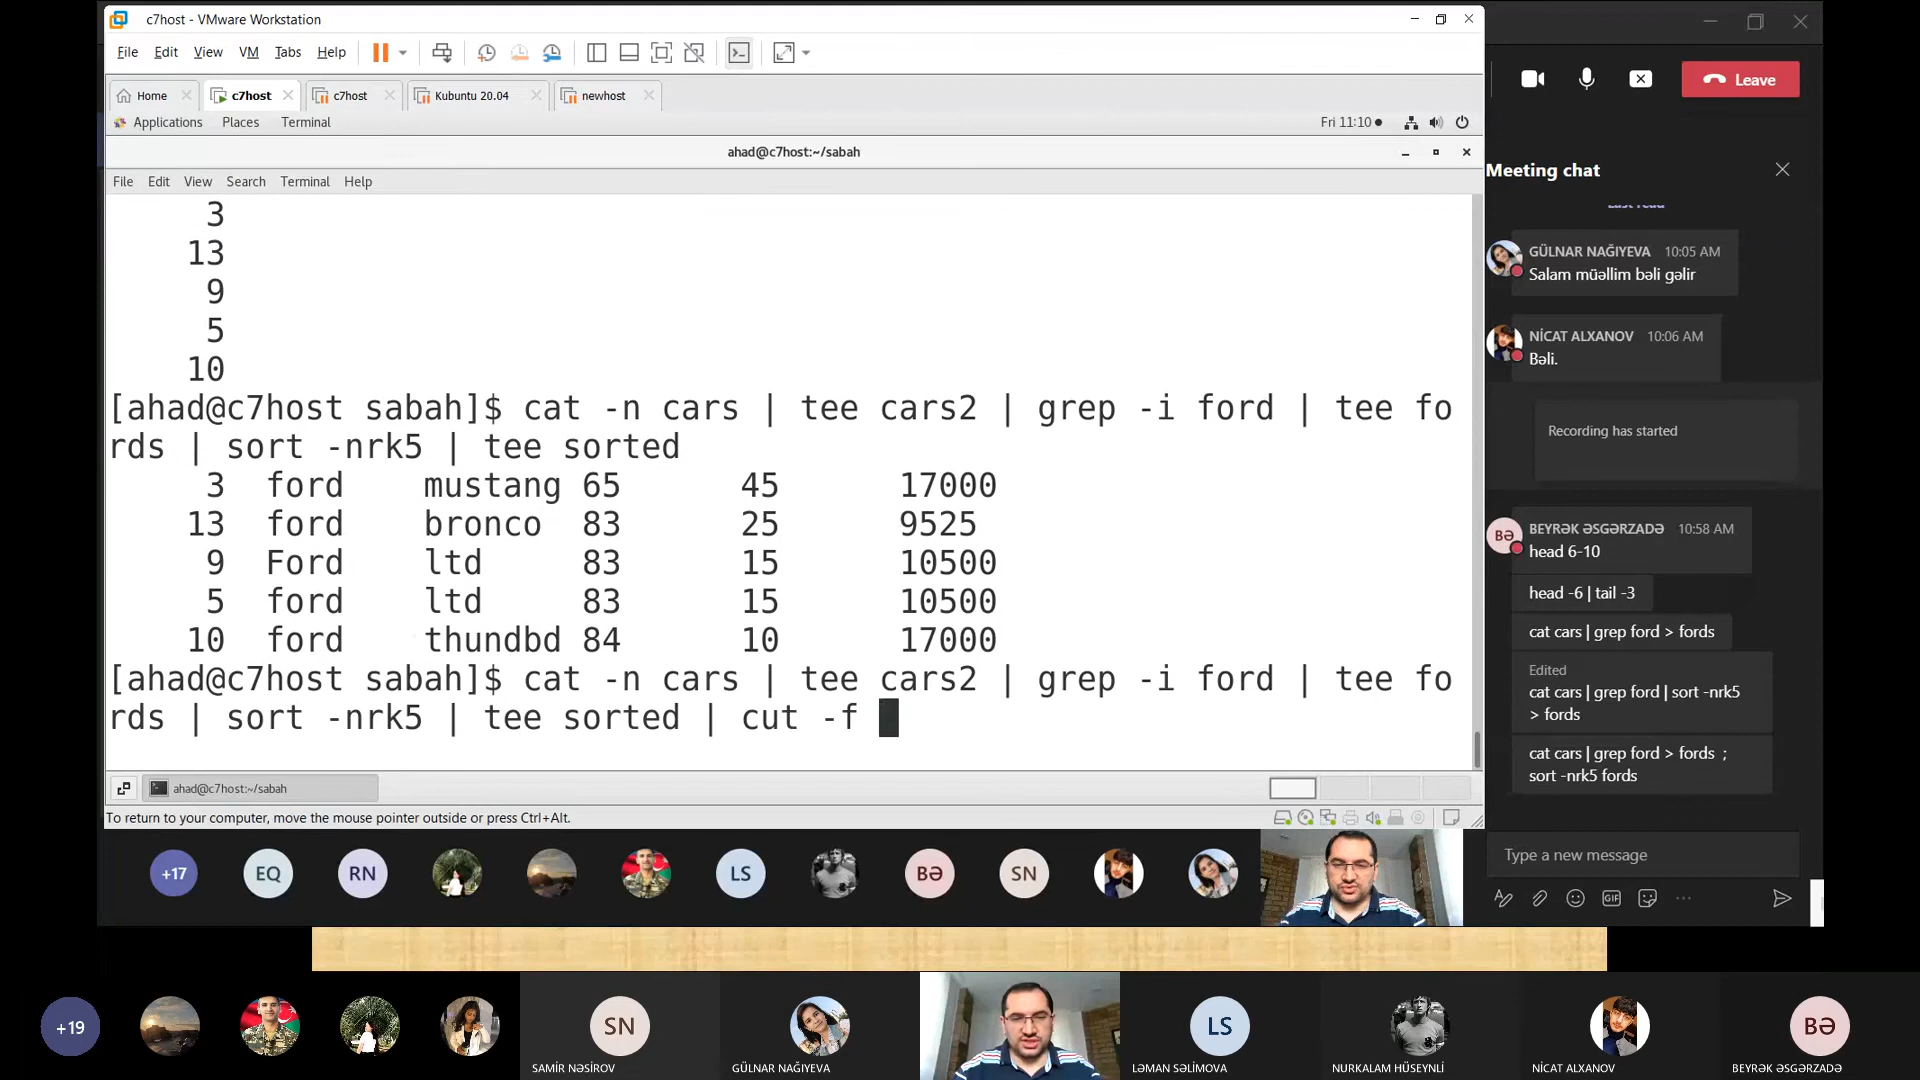 c7host - VMware Workstation
File Edit View VM Tabs Help
Home c7host c7host Kubuntu 20.04 newhost
Applications Places Terminal Fri 11:10
ahad@c7host:~/sabah
File Edit View Search Terminal Help
3
13
9
5
10
[ahad@c7host sabah]$ cat -n cars | tee cars2 | grep -i ford | tee fo
rds | sort -nrk5 | tee sorted
3 ford mustang 65 45 17000
13 ford bronco 83 25 9525
9 Ford ltd 83 15 10500
5 ford ltd 83 15 10500
10 ford thundbd 84 10 17000
[ahad@c7host sabah]$ cat -n cars | tee cars2 | grep -i ford | tee fo
rds | sort -nrk5 | tee sorted | cut -f
ahad@c7host:~/sabah
To return to your computer, move the mouse pointer outside or press Ctrl+Alt.
Leave
Meeting chat
Last read
GÜLNAR NAĞIYEVA 10:05 AM
Salam müəllim bəli gəlir
NİCAT ALXANOV 10:06 AM
Bəli.
Recording has started
BƏ
BEYRƏK ƏSGƏRZADƏ 10:58 AM
head 6-10
head -6 | tail -3
cat cars | grep ford > fords
Edited
cat cars | grep ford | sort -nrk5
> fords
cat cars | grep ford > fords ;
sort -nrk5 fords
Type a new message
GIF
+17 EQ RN LS BƏ SN
+19 SN LS BƏ
SAMİR NƏSİROV GÜLNAR NAĞIYEVA LƏMAN SƏLİMOVA NURKALAM HÜSEYNLİ NİCAT ALXANOV BEYRƏK ƏSGƏRZADƏ